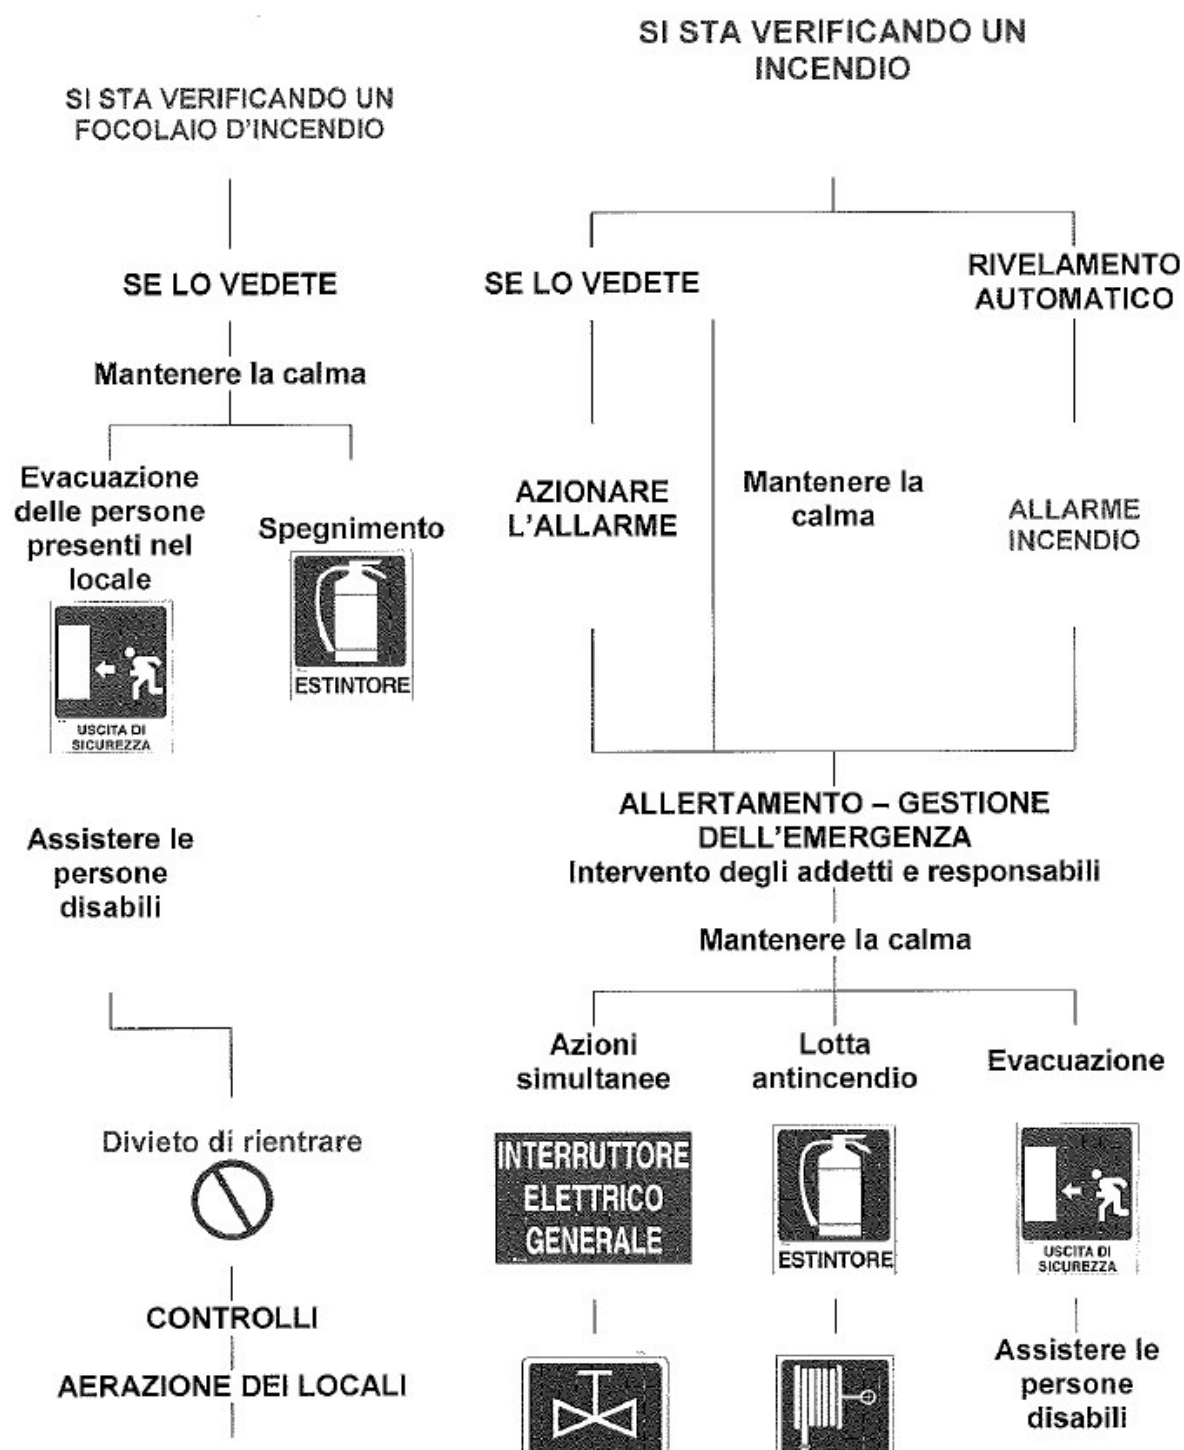 SI STA VERIFICANDO UN
FOCOLAIO D'INCENDIO
SE LO VEDETE
Mantenere la calma
Evacuazione
delle persone
presenti nel
locale
USCITA DI
SICUREZZA
Spegnimento
ESTINTORE
Assistere le
persone
disabili
Divieto di rientrare
CONTROLLI
AERAZIONE DEI LOCALI
SI STA VERIFICANDO UN
INCENDIO
SE LO VEDETE
RIVELAMENTO
AUTOMATICO
AZIONARE
L'ALLARME
Mantenere la
calma
ALLARME
INCENDIO
ALLERTAMENTO – GESTIONE
DELL'EMERGENZA
Intervento degli addetti e responsabili
Mantenere la calma
Azioni
simultanee
INTERRUTTORE
ELETTRICO
GENERALE
Lotta
antincendio
ESTINTORE
Evacuazione
USCITA DI
SICUREZZA
Assistere le
persone
disabili